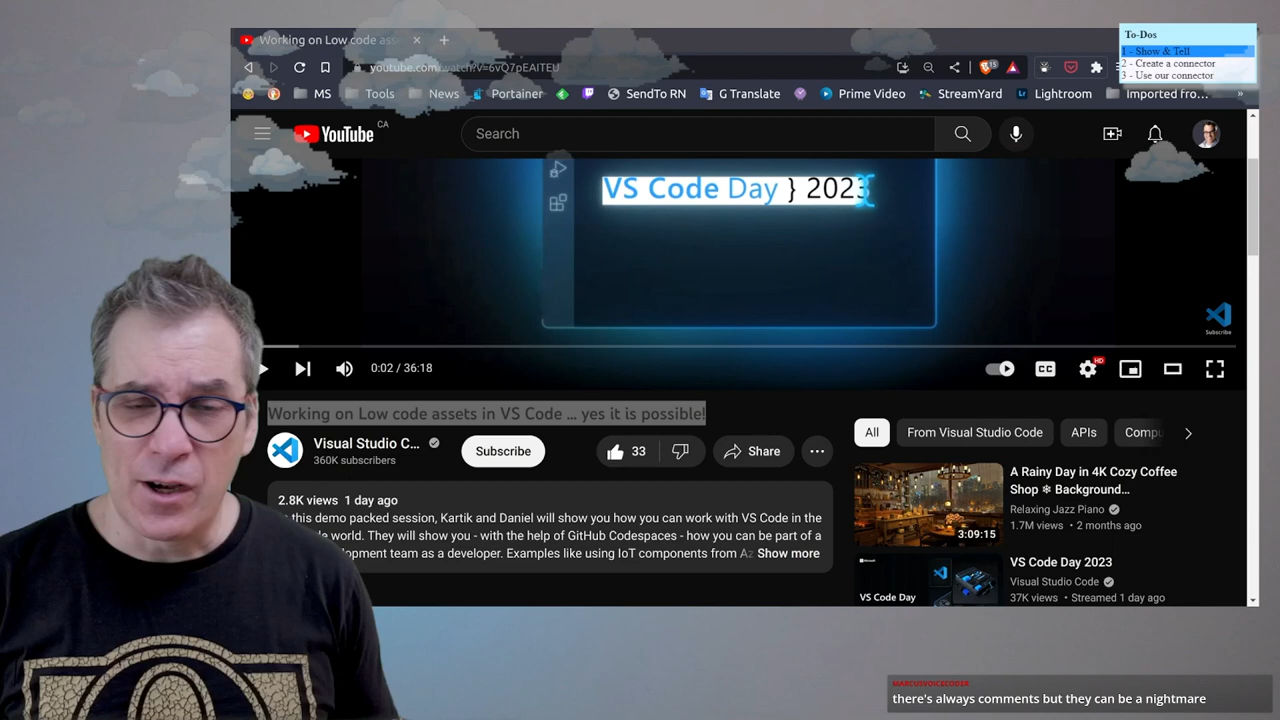 Working on Low code ass
To-Dos
1 - Show & Tell
2 - Create a connector
3 - Use our connector
youtube.com/watch?v=6vQ7pEAITEU
MS
Tools
News
Portainer
SendTo RN
G Translate
Prime Video
StreamYard
Lightroom
Imported fro...
YouTube CA
Search
VS Code Day } 2023
Subscribe
0:02 / 36:18
CC
HD
Working on Low code assets in VS Code ... yes it is possible!
Visual Studio C...
360K subscribers
Subscribe
33
Share
2.8K views 1 day ago
this demo packed session, Kartik and Daniel will show you how you can work with VS Code in the
world. They will show you - with the help of GitHub Codespaces - how you can be part of a
development team as a developer. Examples like using IoT components from Az Show more
All
From Visual Studio Code
APIs
Compu
A Rainy Day in 4K Cozy Coffee
Shop ❄ Background...
Relaxing Jazz Piano
1.7M views • 2 months ago
3:09:15
VS Code Day 2023
Visual Studio Code
37K views • Streamed 1 day ago
VS Code Day
MARCUSVOICECODER
there's always comments but they can be a nightmare